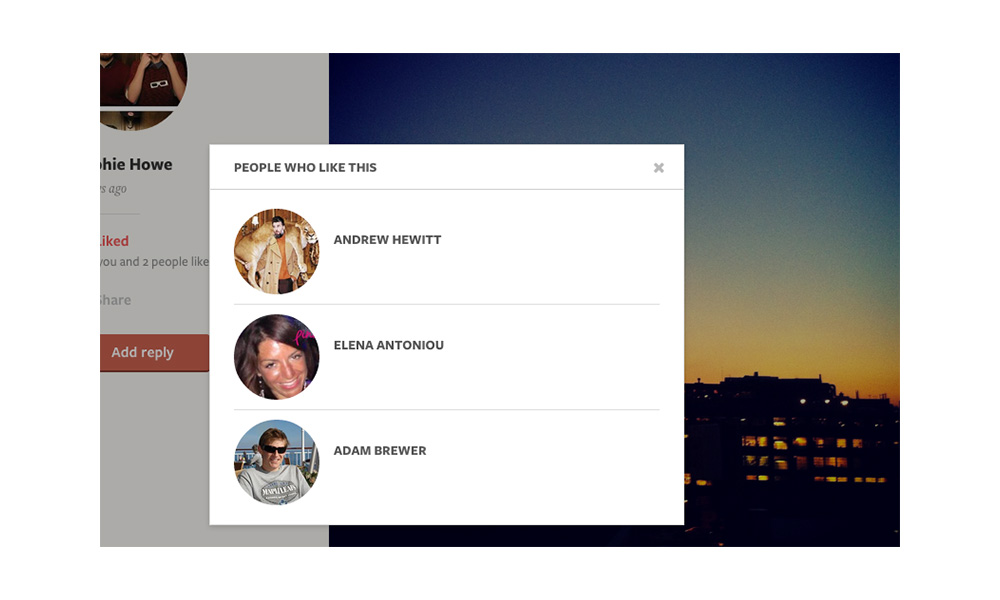 hie Howe
rs ago
Liked
you and 2 people like
Share
Add reply
PEOPLE WHO LIKE THIS
ANDREW HEWITT
ELENA ANTONIOU
ADAM BREWER